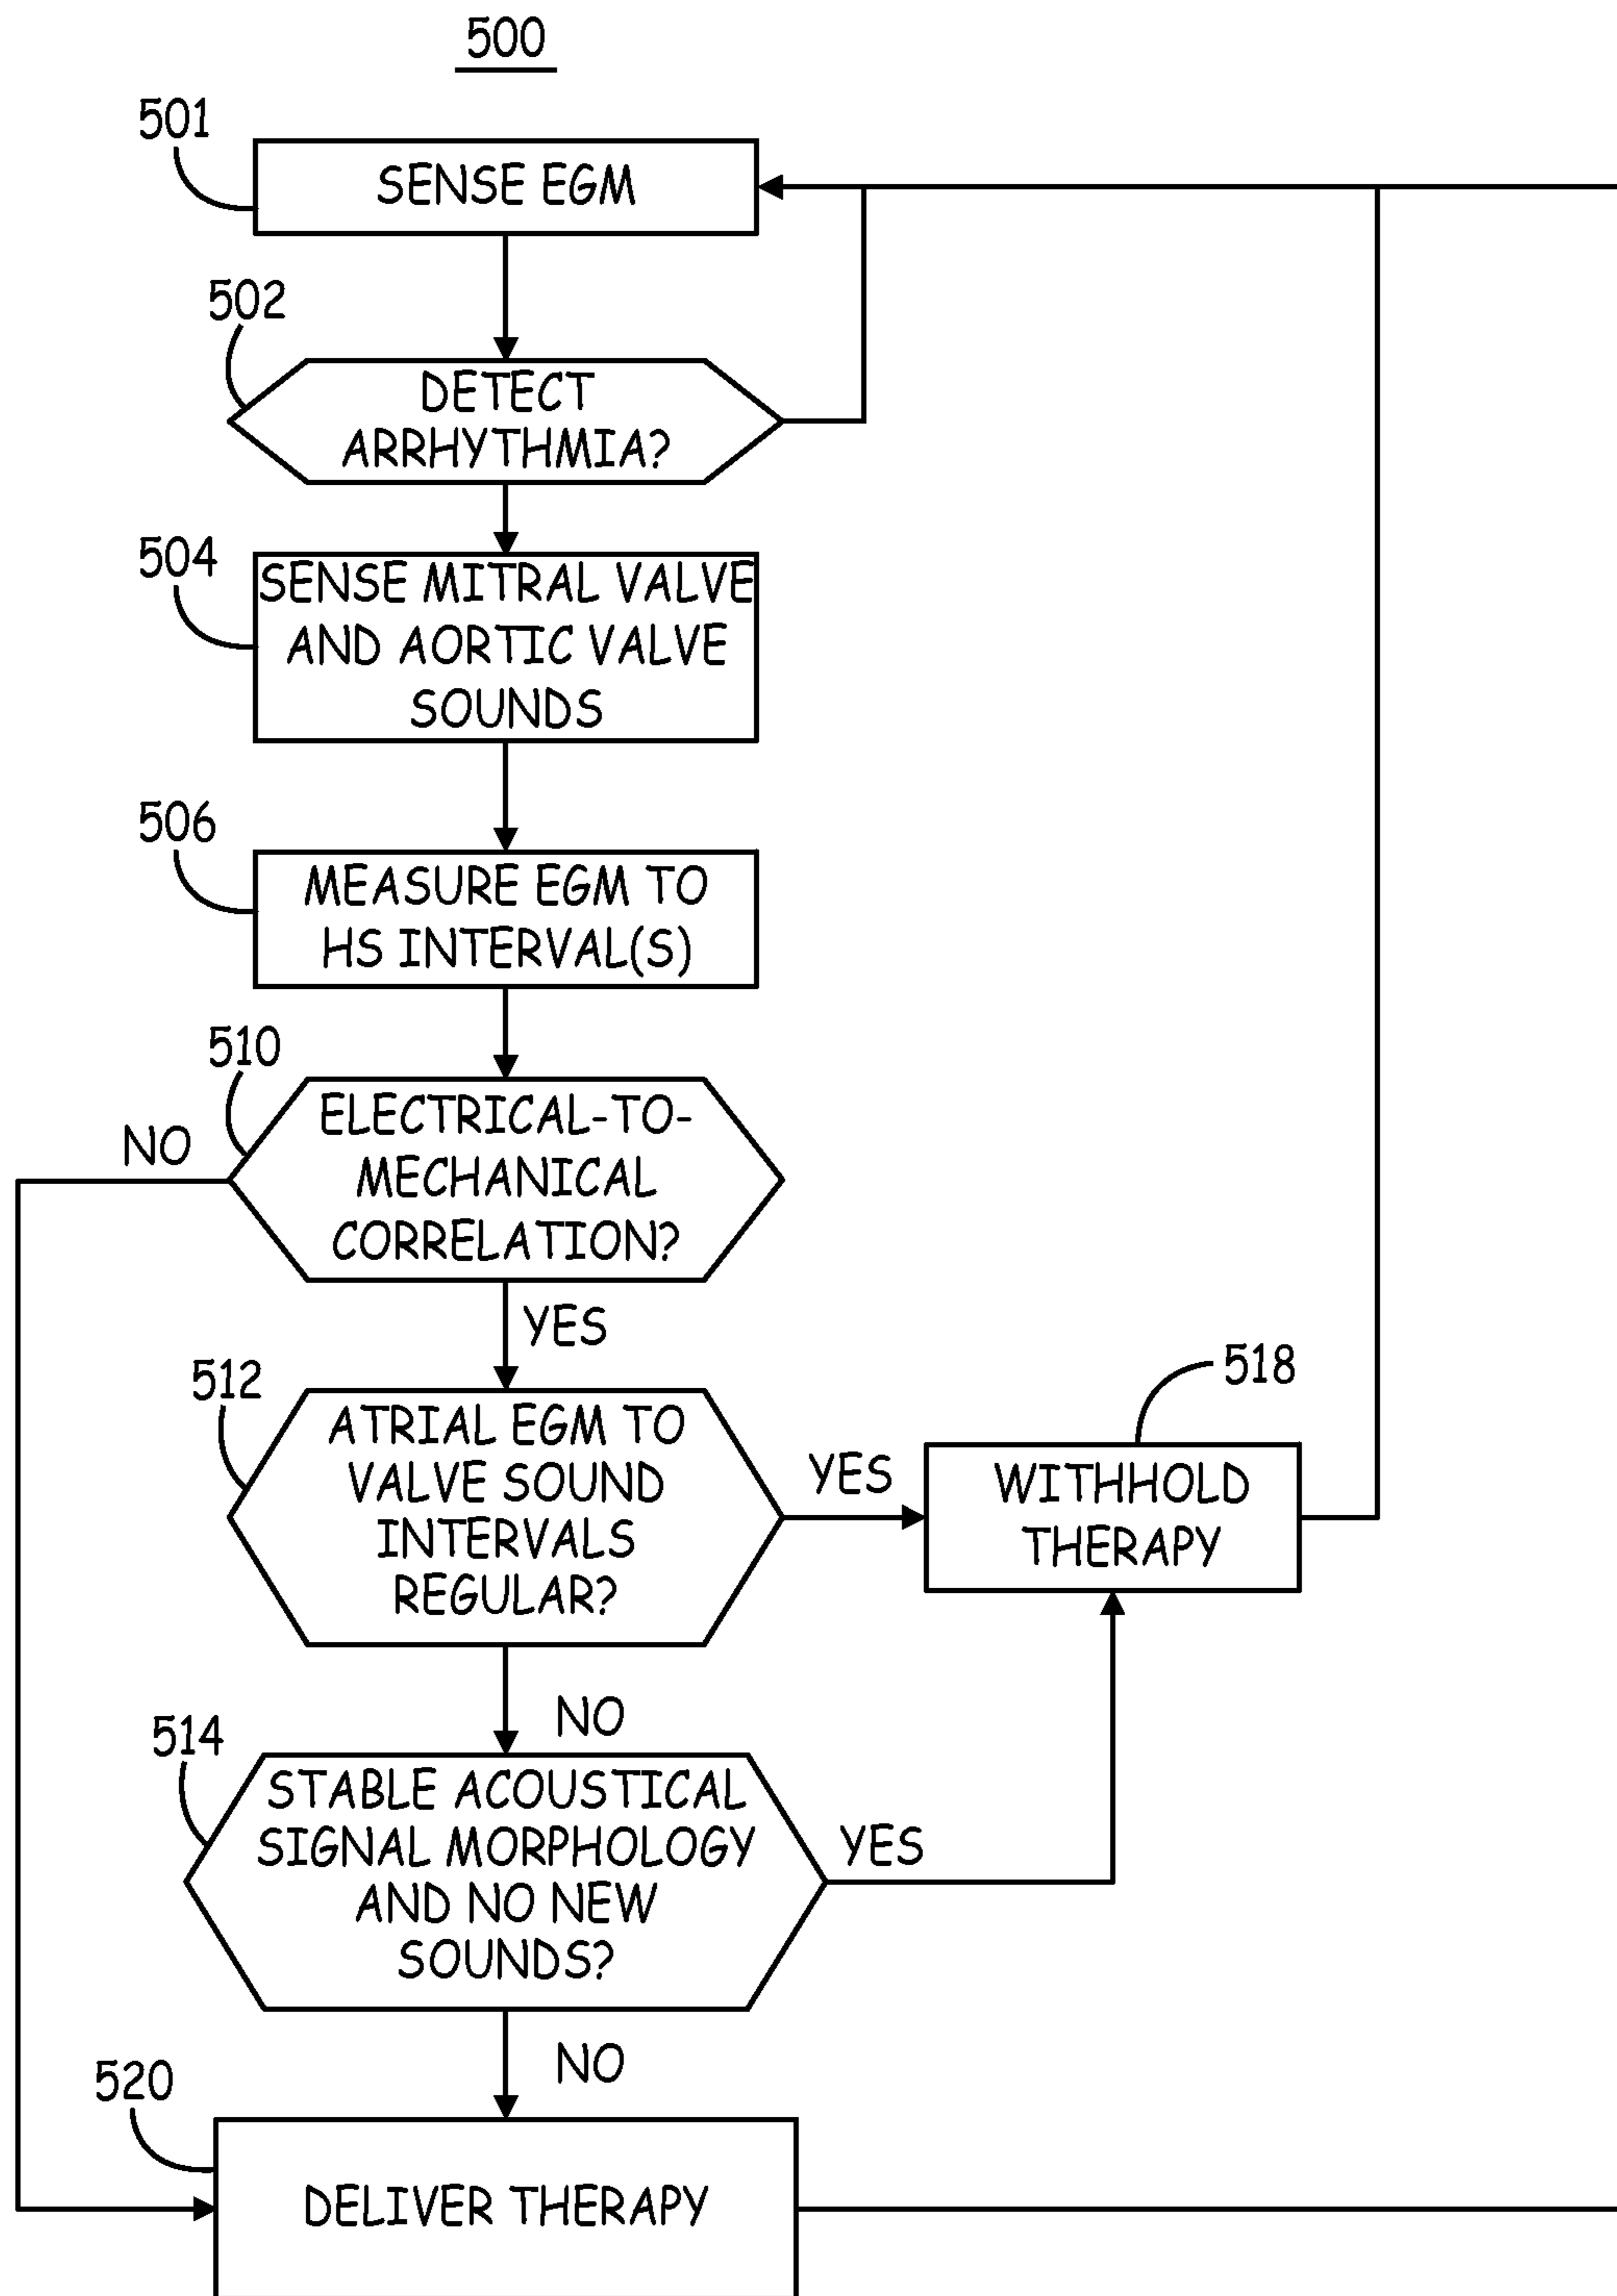 500
501
SENSE EGM
502
DETECT
ARRHYTHMIA?
504
SENSE MITRAL VALVE
AND AORTIC VALVE
SOUNDS
506
MEASURE EGM TO
HS INTERVAL(S)
510
NO
ELECTRICAL-TO-
MECHANICAL
CORRELATION?
YES
512
ATRIAL EGM TO
VALVE SOUND
INTERVALS
REGULAR?
YES
518
WITHHOLD
THERAPY
NO
514
STABLE ACOUSTICAL
SIGNAL MORPHOLOGY
AND NO NEW
SOUNDS?
YES
NO
520
DELIVER THERAPY